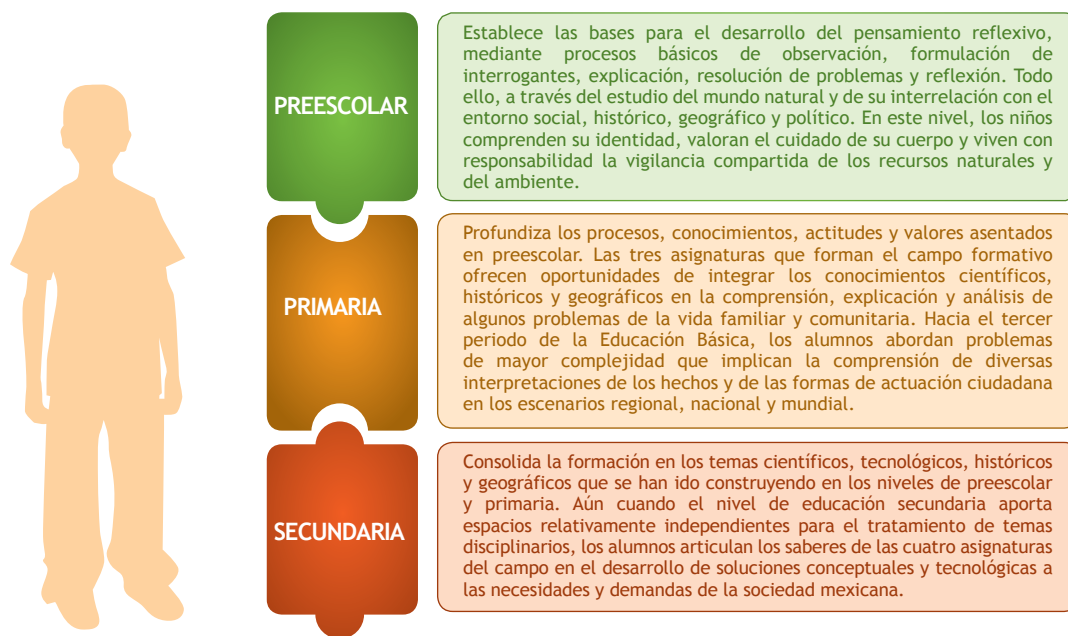 PREESCOLAR
Establece las bases para el desarrollo del pensamiento reflexivo,
mediante procesos básicos de observación, formulación de
interrogantes, explicación, resolución de problemas y reflexión. Todo
ello, a través del estudio del mundo natural y de su interrelación con el
entorno social, histórico, geográfico y político. En este nivel, los niños
comprenden su identidad, valoran el cuidado de su cuerpo y viven con
responsabilidad la vigilancia compartida de los recursos naturales y
del ambiente.
PRIMARIA
Profundiza los procesos, conocimientos, actitudes y valores asentados
en preescolar. Las tres asignaturas que forman el campo formativo
ofrecen oportunidades de integrar los conocimientos científicos,
históricos y geográficos en la comprensión, explicación y análisis de
algunos problemas de la vida familiar y comunitaria. Hacia el tercer
periodo de la Educación Básica, los alumnos abordan problemas
de mayor complejidad que implican la comprensión de diversas
interpretaciones de los hechos y de las formas de actuación ciudadana
en los escenarios regional, nacional y mundial.
SECUNDARIA
Consolida la formación en los temas científicos, tecnológicos, históricos
y geográficos que se han ido construyendo en los niveles de preescolar
y primaria. Aún cuando el nivel de educación secundaria aporta
espacios relativamente independientes para el tratamiento de temas
disciplinarios, los alumnos articulan los saberes de las cuatro asignaturas
del campo en el desarrollo de soluciones conceptuales y tecnológicas a
las necesidades y demandas de la sociedad mexicana.